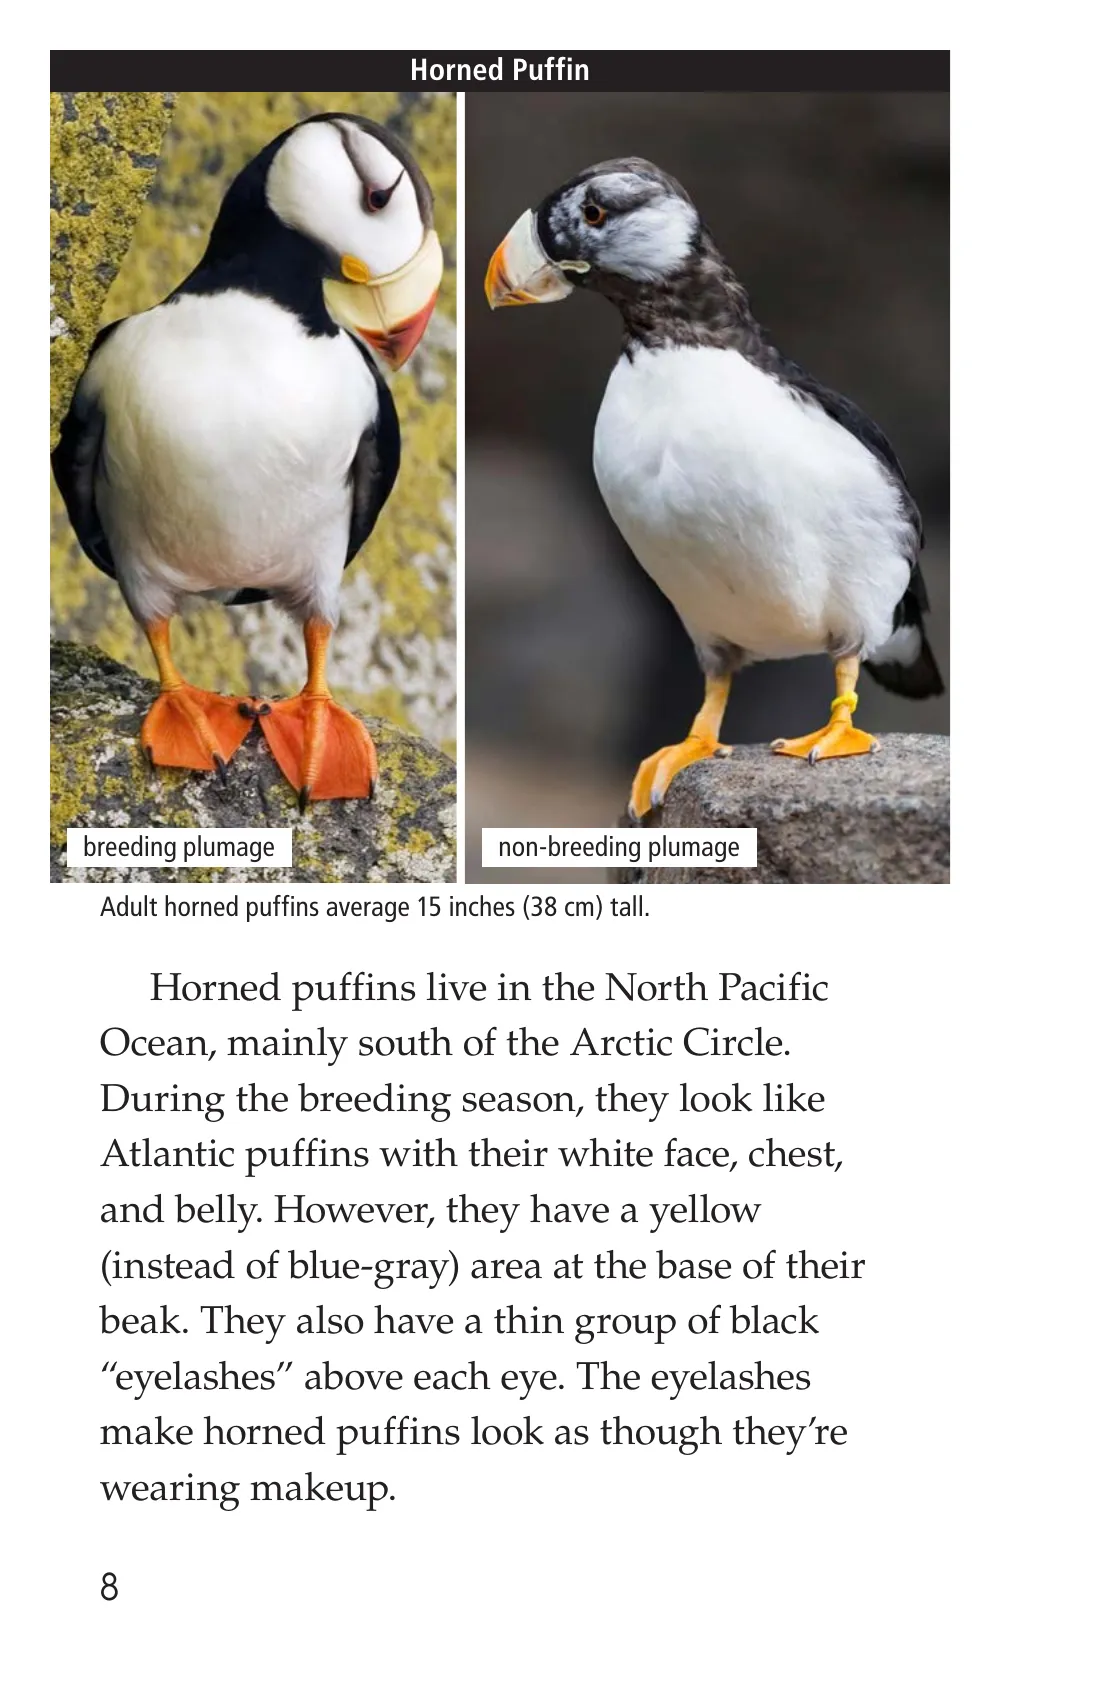 Horned Puffin
breeding plumage
non-breeding plumage
Adult horned puffins average 15 inches (38 cm) tall.
Horned puffins live in the North Pacific
Ocean, mainly south of the Arctic Circle.
During the breeding season, they look like
Atlantic puffins with their white face, chest,
and belly. However, they have a yellow
(instead of blue-gray) area at the base of their
beak. They also have a thin group of black
“eyelashes” above each eye. The eyelashes
make horned puffins look as though they’re
wearing makeup.
8